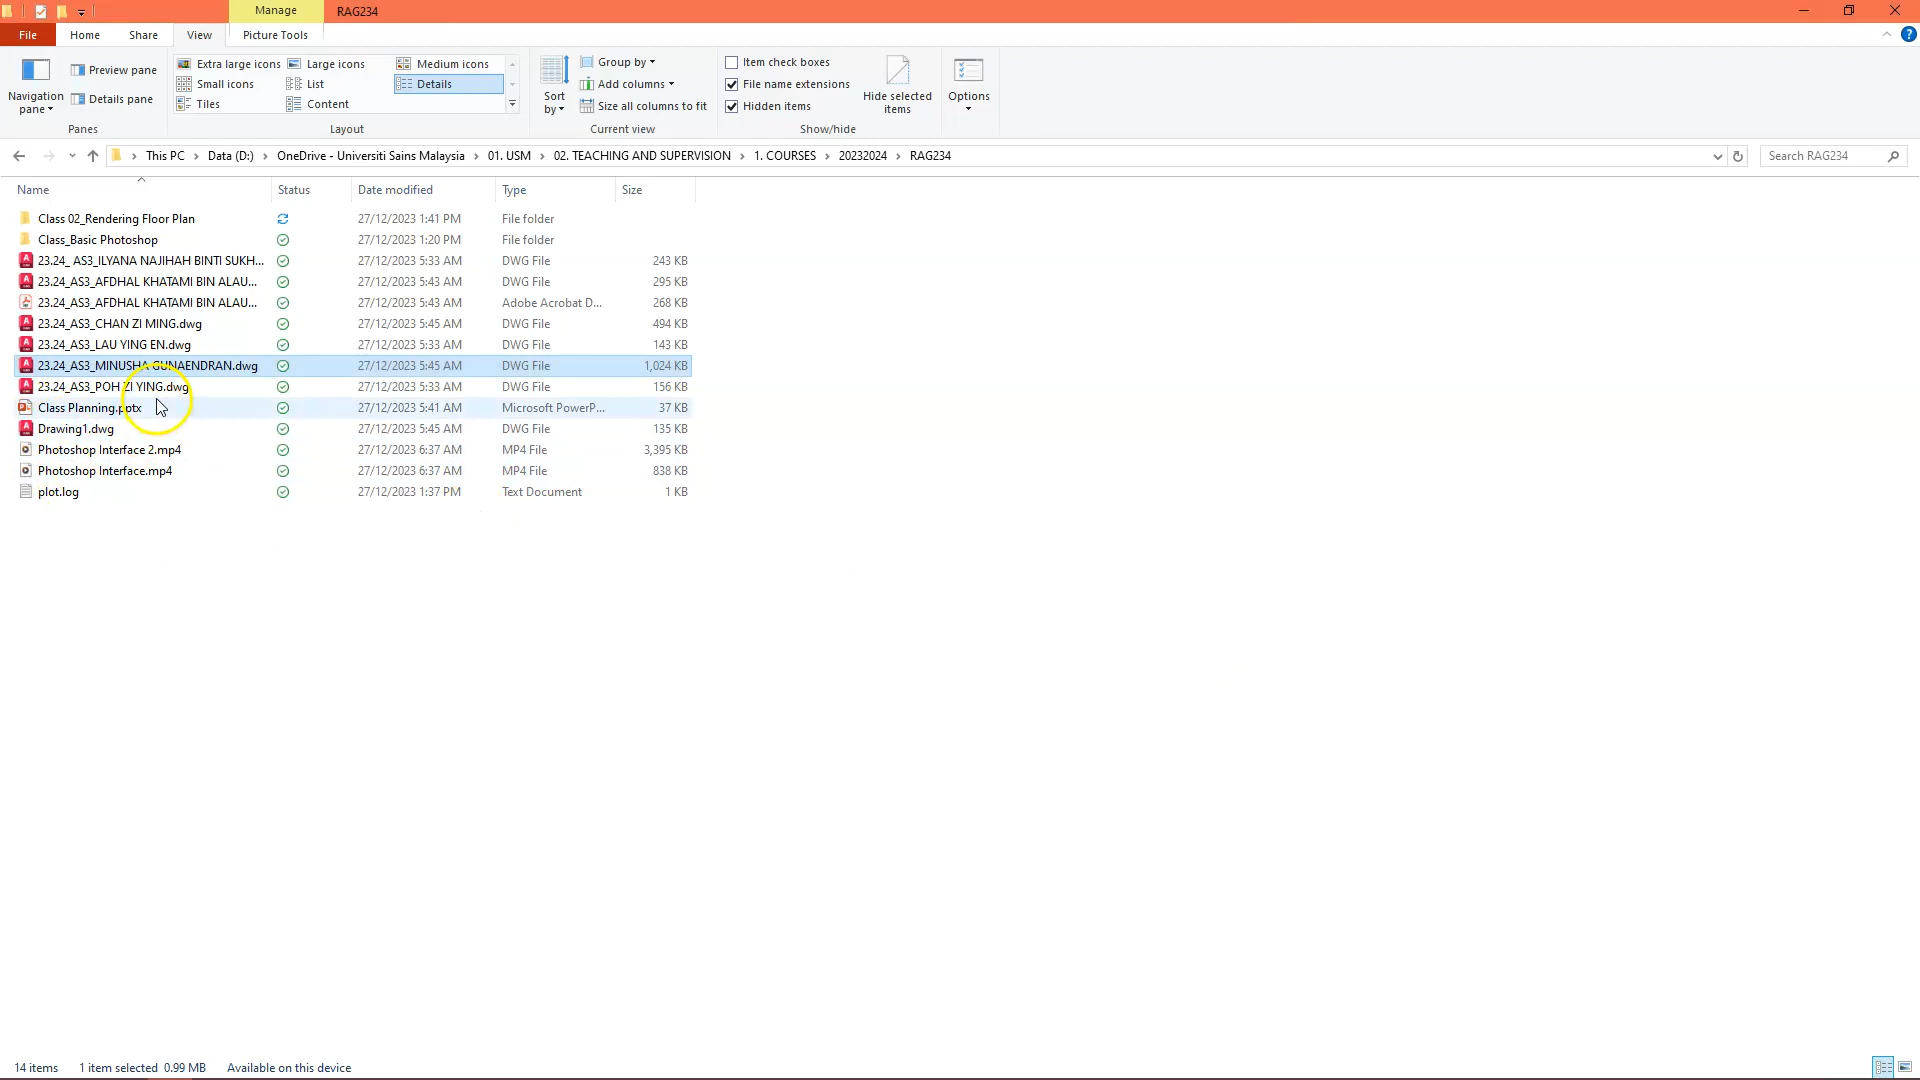 Manage RAG234
File Home Share View Picture Tools
Navigation pane Preview pane Details pane
Panes
Extra large icons Large icons Medium icons
Small icons List Details
Tiles Content
Layout
Sort by Group by Add columns Size all columns to fit
Current view
Item check boxes
File name extensions
Hidden items
Hide selected items
Show/hide
Options
This PC Data (D:) OneDrive - Universiti Sains Malaysia 01. USM 02. TEACHING AND SUPERVISION 1. COURSES 20232024 RAG234 Search RAG234
Name Status Date modified Type Size
Class 02_Rendering Floor Plan 27/12/2023 1:41 PM File folder
Class_Basic Photoshop 27/12/2023 1:20 PM File folder
23.24_ AS3_ILYANA NAJIHAH BINTI SUKH... 27/12/2023 5:33 AM DWG File 243 KB
23.24_AS3_AFDHAL KHATAMI BIN ALAU... 27/12/2023 5:43 AM DWG File 295 KB
23.24_AS3_AFDHAL KHATAMI BIN ALAU... 27/12/2023 5:43 AM Adobe Acrobat D... 268 KB
23.24_AS3_CHAN ZI MING.dwg 27/12/2023 5:45 AM DWG File 494 KB
23.24_AS3_LAU YING EN.dwg 27/12/2023 5:33 AM DWG File 143 KB
23.24_AS3_MINUSHA GUNAENDRAN.dwg 27/12/2023 5:45 AM DWG File 1,024 KB
23.24_AS3_POH ZI YING.dwg 27/12/2023 5:33 AM DWG File 156 KB
Class Planning.pptx 27/12/2023 5:41 AM Microsoft PowerP... 37 KB
Drawing1.dwg 27/12/2023 5:45 AM DWG File 135 KB
Photoshop Interface 2.mp4 27/12/2023 6:37 AM MP4 File 3,395 KB
Photoshop Interface.mp4 27/12/2023 6:37 AM MP4 File 838 KB
plot.log 27/12/2023 1:37 PM Text Document 1 KB
14 items 1 item selected 0.99 MB Available on this device